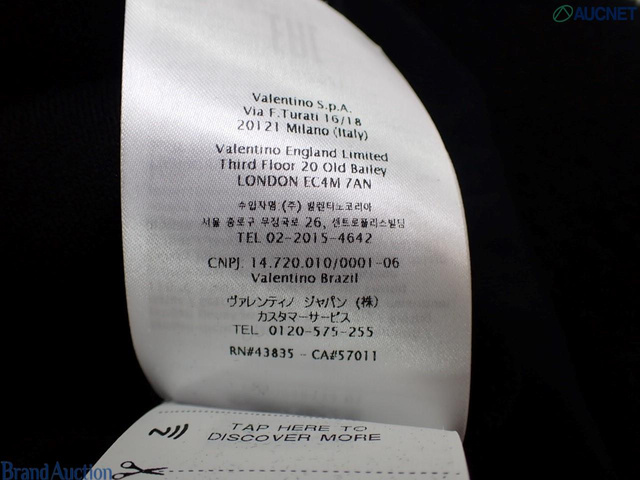 AUCNET
Valentino S.p.A.
Via F.Turati 16/18
20121 Milano (Italy)
Valentino England Limited
Third Floor 20 Old Bailey
LONDON EC4M 7AN
수입자명:(주) 발렌티노코리아
서울 종로구 우정국로 26, 센트로폴리스빌딩
TEL 02-2015-4642
CNPJ. 14.720.010/0001-06
Valentino Brazil
ヴァレンティノ ジャパン (株)
カスタマーサービス
TEL 0120-575-255
RN#43835 - CA#57011
TAP HERE TO
DISCOVER MORE
Brand Auction